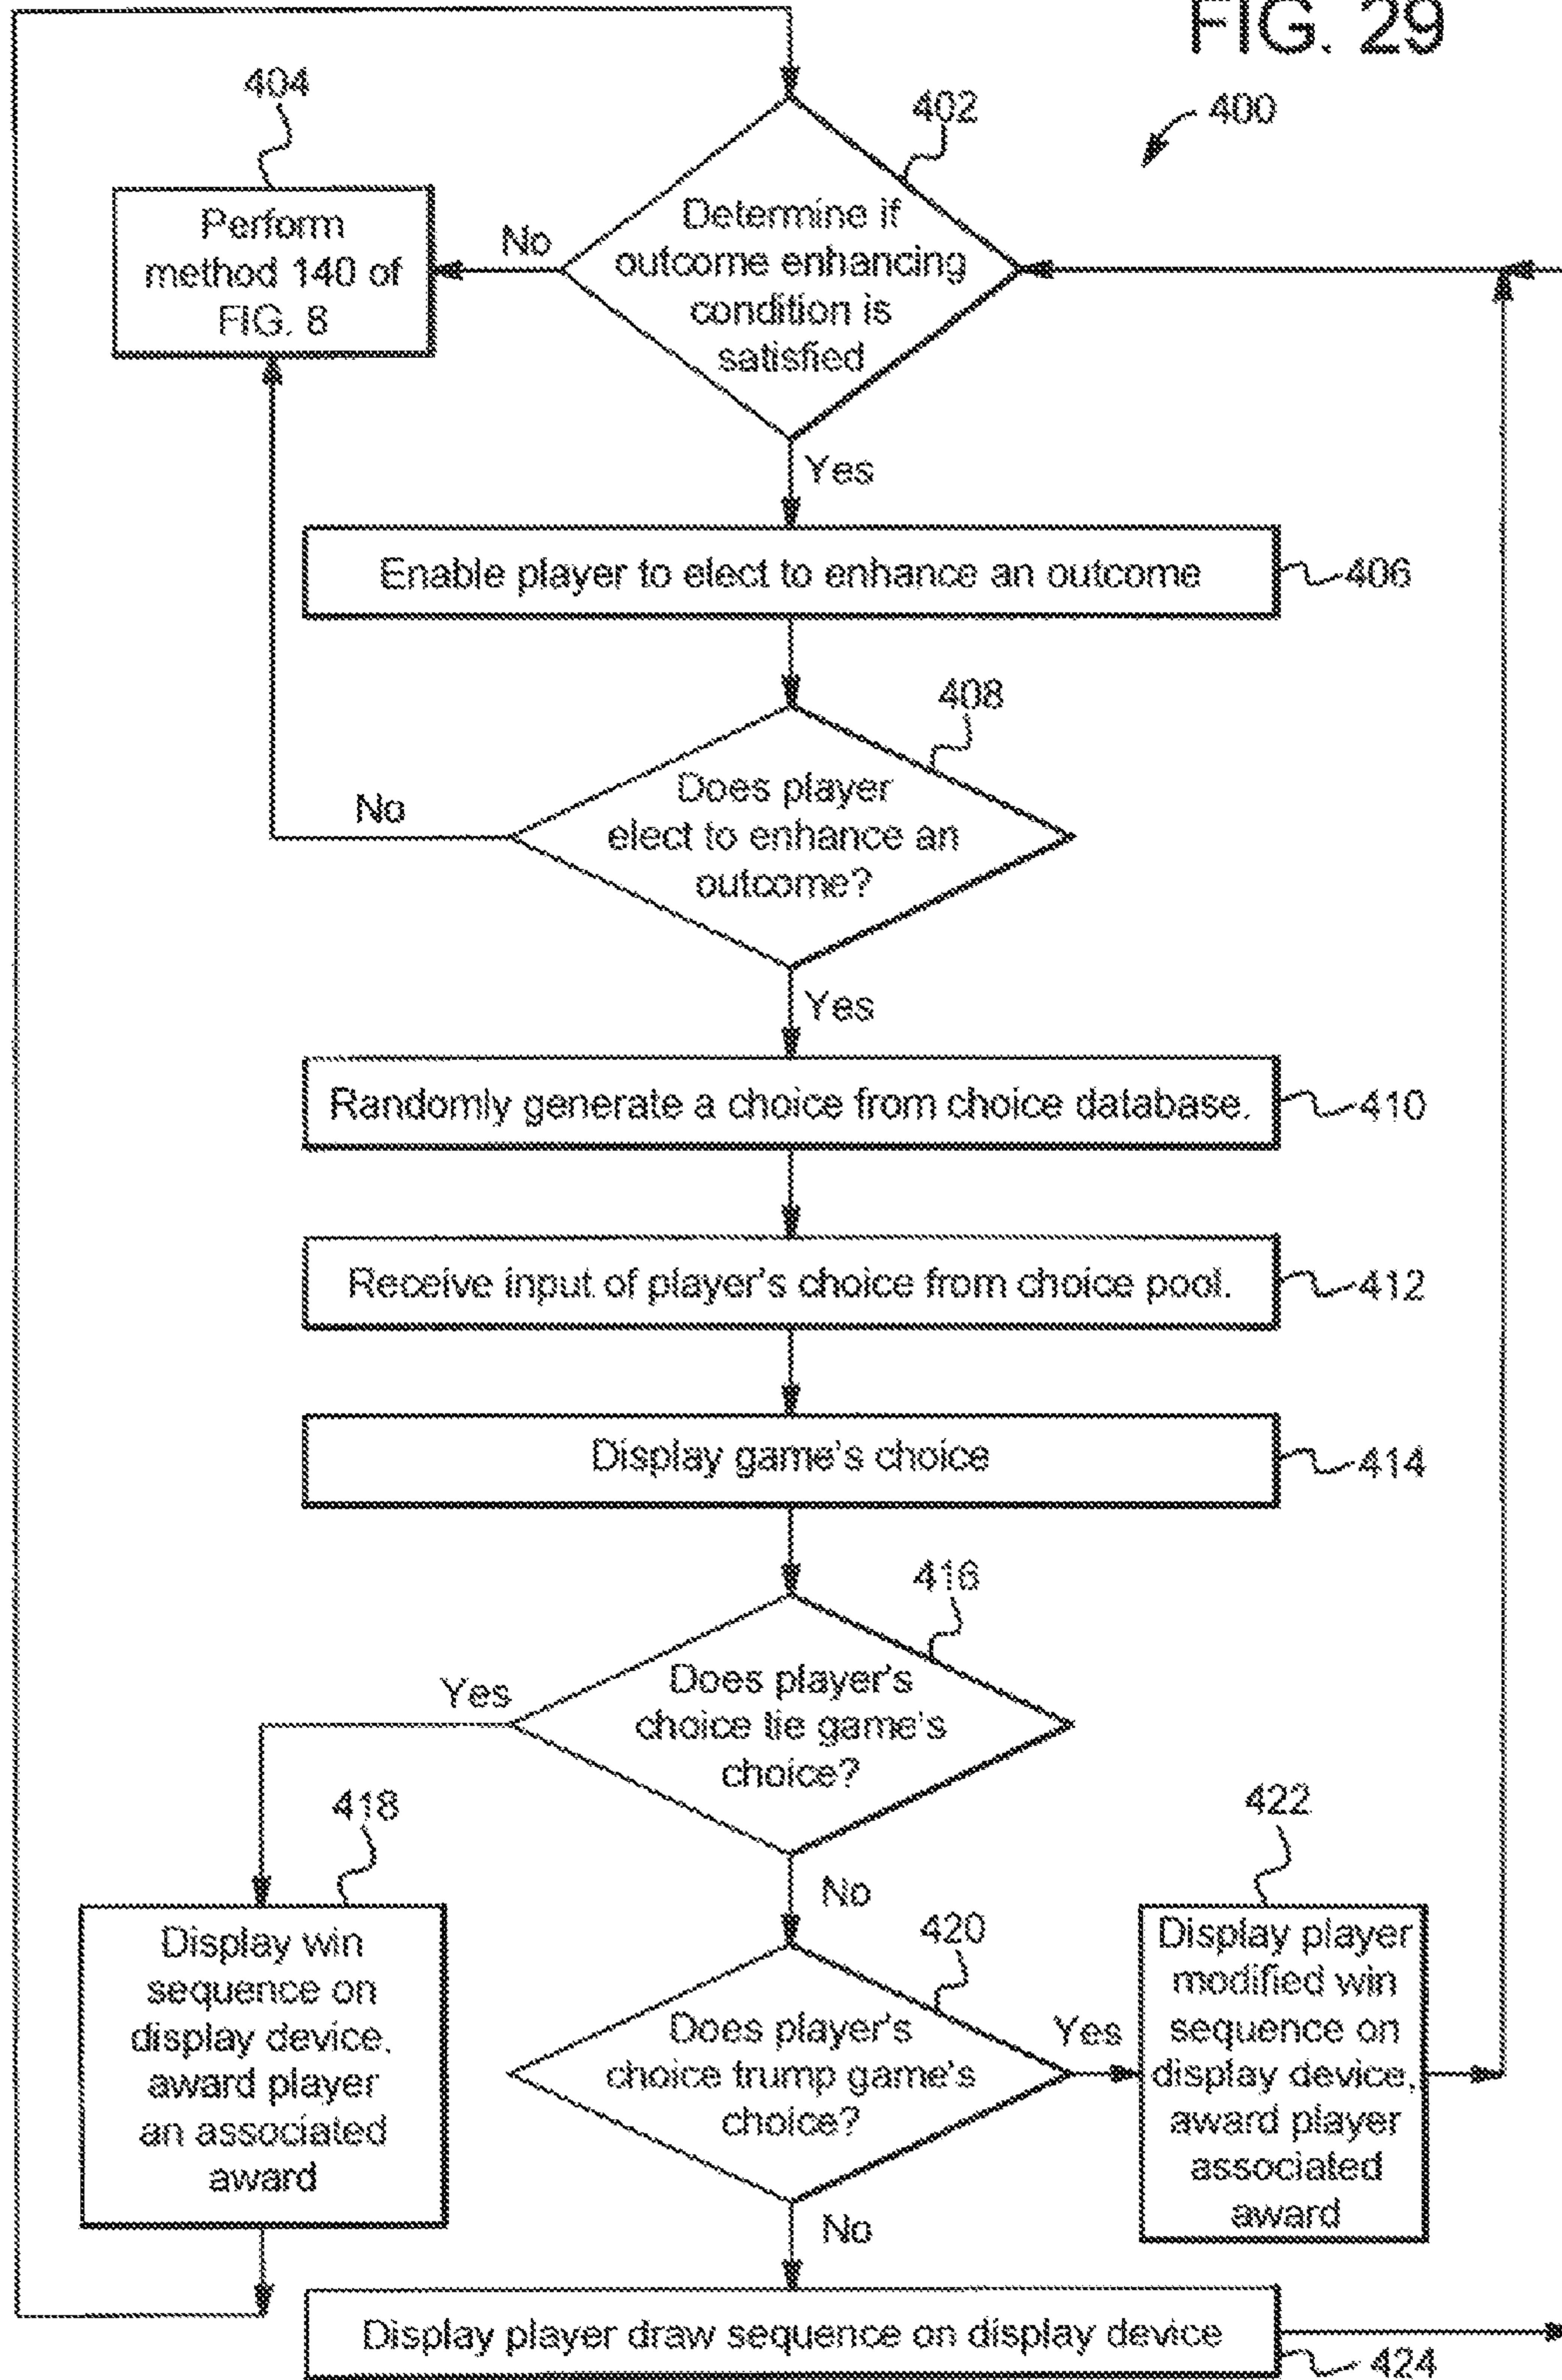 FIG. 29
404
402
400
Perform
method 140 of
FIG. 8
No
Determine if
outcome enhancing
condition is
satisfied
Yes
Enable player to elect to enhance an outcome
406
408
Does player
elect to enhance an
outcome?
No
Yes
Randomly generate a choice from choice database.
410
Receive input of player's choice from choice pool.
412
Display game's choice
414
416
Does player's
choice tie game's
choice?
Yes
No
418
Display win
sequence on
display device,
award player
an associated
award
420
Does player's
choice trump game's
choice?
Yes
No
422
Display player
modified win
sequence on
display device,
award player
associated
award
Display player draw sequence on display device
424